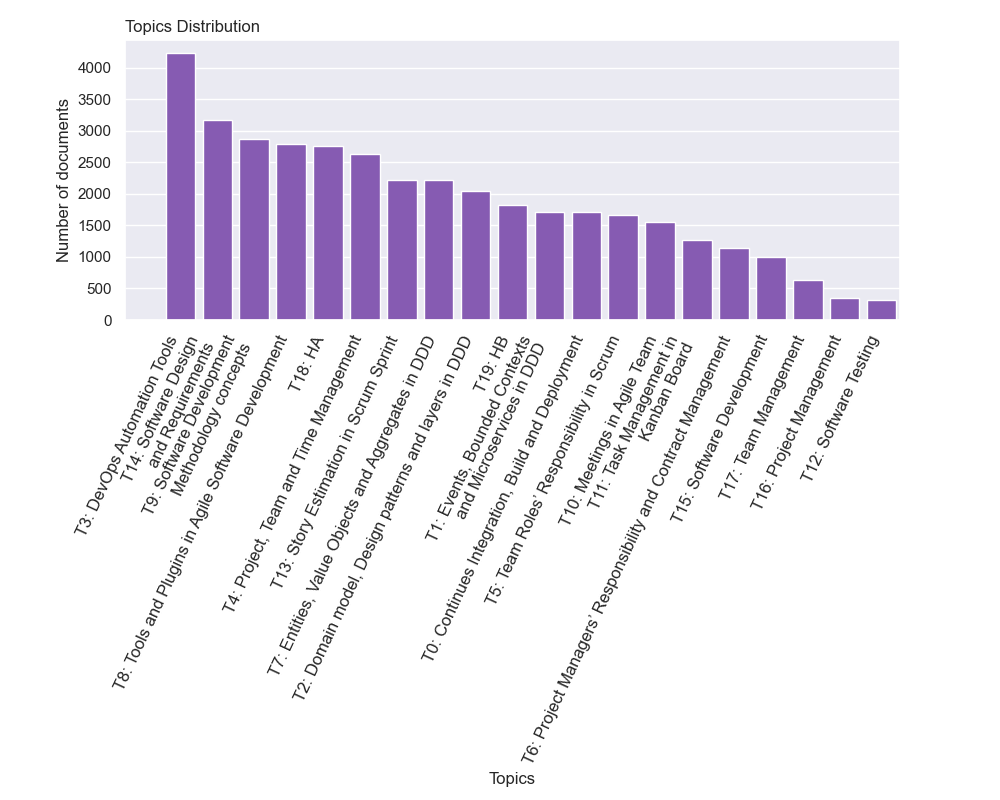 Topics Distribution
Number of documents
4000
3500
3000
2500
2000
1500
1000
500
0
T3: DevOps Automation Tools
T14: Software Design
and Requirements
T9: Software Development
Methodology concepts
T8: Tools and Plugins in Agile Software Development
T18: HA
T4: Project, Team and Time Management
T13: Story Estimation in Scrum Sprint
T7: Entities, Value Objects and Aggregates in DDD
T2: Domain model, Design patterns and layers in DDD
T19: HB
T1: Events, Bounded Contexts
and Microservices in DDD
T0: Continues Integration, Build and Deployment
T5: Team Roles’ Responsibility in Scrum
T10: Meetings in Agile Team
T11: Task Management in
Kanban Board
T6: Project Managers’ Responsibility and Contract Management
T15: Software Development
T17: Team Management
T16: Project Management
T12: Software Testing
Topics